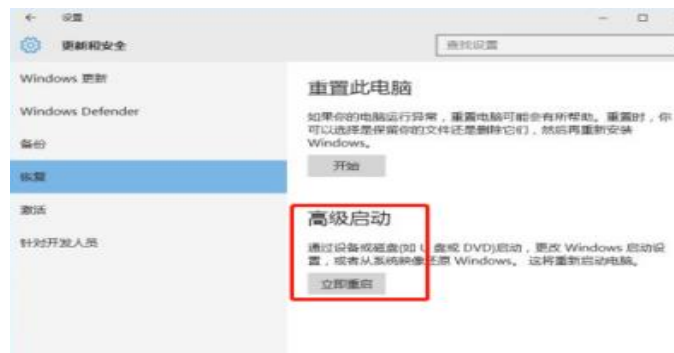 设置
更新和安全
查找设置
Windows 更新
Windows Defender
备份
恢复
激活
针对开发人员
重置此电脑
如果你的电脑运行异常，重置电脑可能会有所帮助。重置时，你
可以选择是保留你的文件还是删除它们，然后再重新安装
Windows。
开始
高级启动
通过设备或磁盘(如 U 盘或 DVD)启动，更改 Windows 启动设
置，或者从系统映像还原 Windows。 这将重新启动电脑。
立即重启